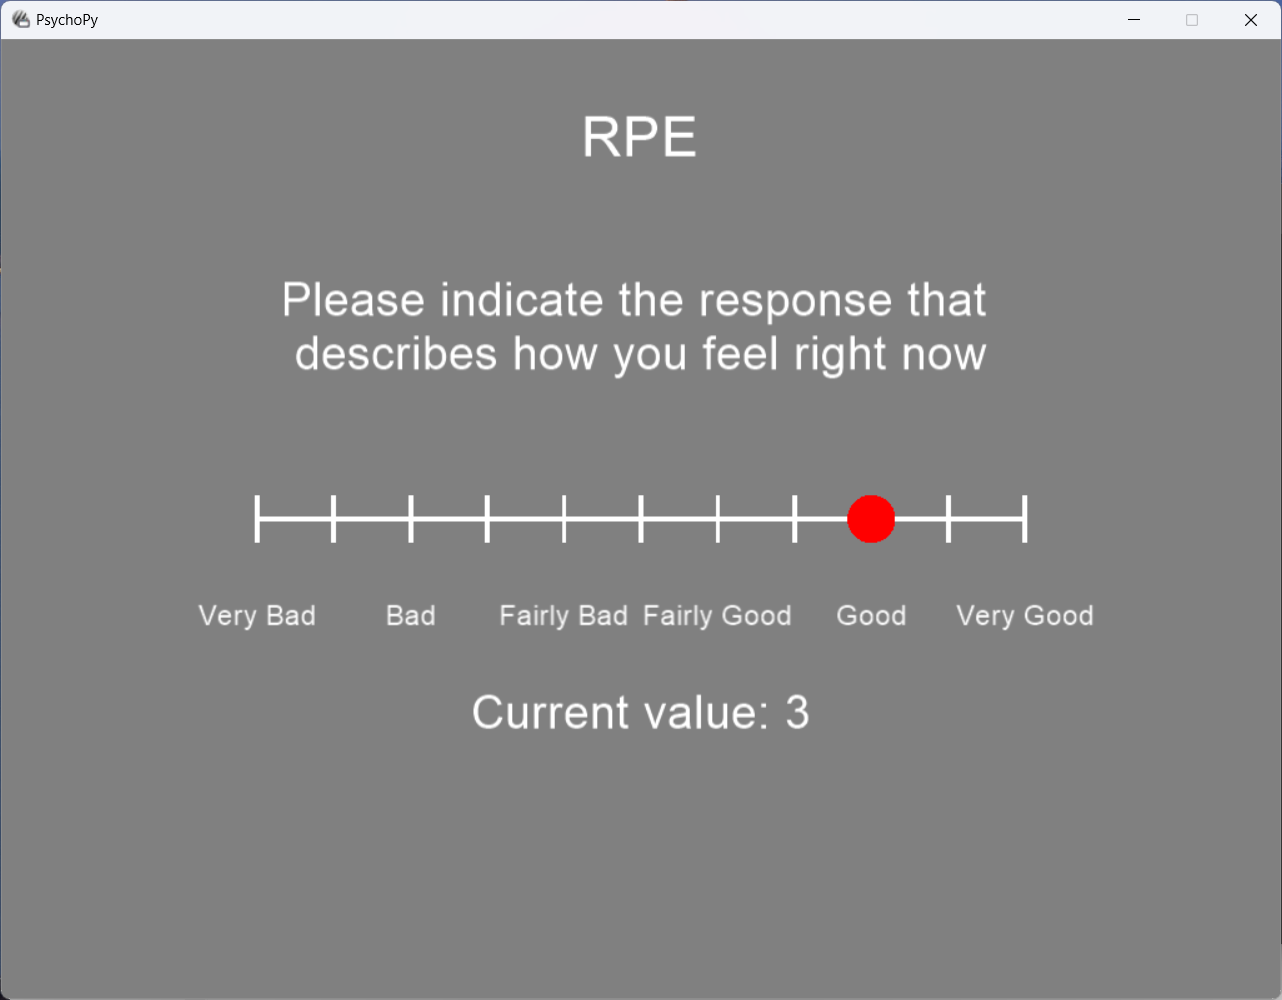 PsychoPy
RPE
Please indicate the response that
describes how you feel right now
Very Bad Bad Fairly Bad Fairly Good Good Very Good
Current value: 3